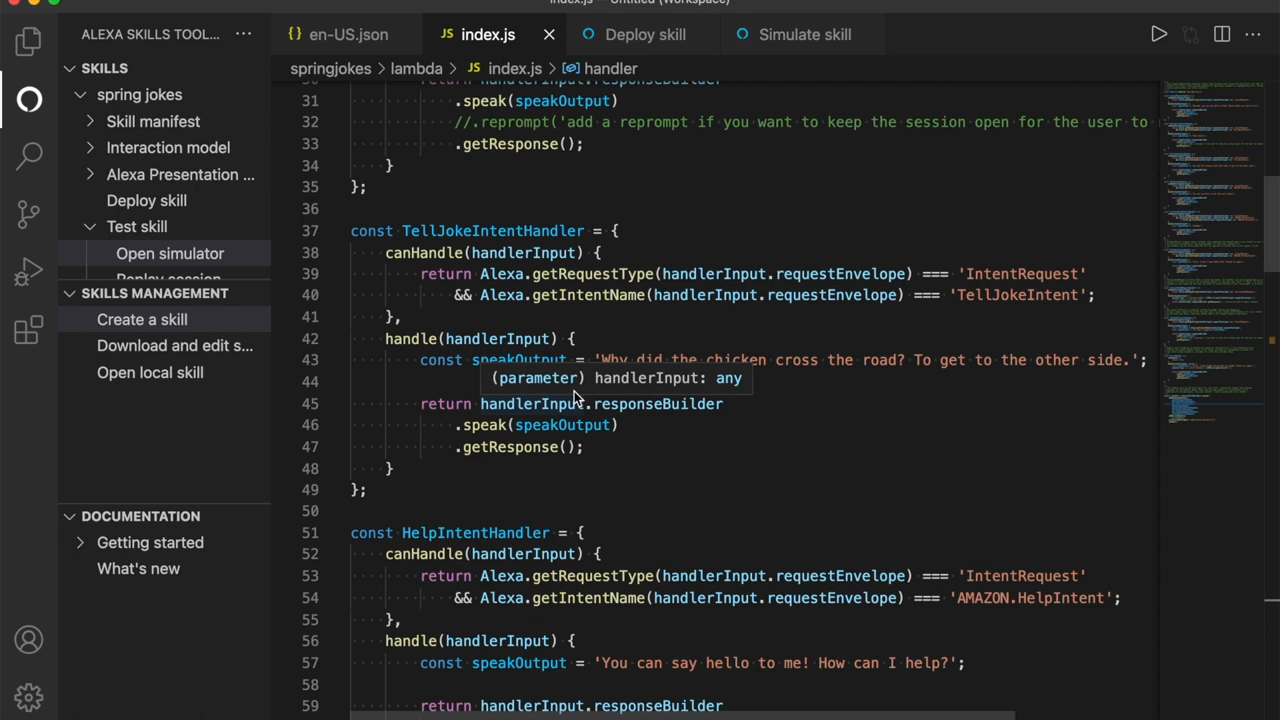 index.js — Untitled (Workspace)
ALEXA SKILLS TOOL... ···
{} en-US.json
JS index.js ×
Deploy skill
Simulate skill
···
SKILLS
springjokes > lambda > JS index.js > handler
spring jokes
Skill manifest
Interaction model
Alexa Presentation ...
Deploy skill
Test skill
Open simulator
Replay session
SKILLS MANAGEMENT
Create a skill
Download and edit s...
Open local skill
DOCUMENTATION
Getting started
What's new
30 return handlerInput.responseBuilder
31 .speak(speakOutput)
32 //.reprompt('add a reprompt if you want to keep the session open for the user to
33 .getResponse();
34 }
35 };
36
37 const TellJokeIntentHandler = {
38 canHandle(handlerInput) {
39 return Alexa.getRequestType(handlerInput.requestEnvelope) === 'IntentRequest'
40 && Alexa.getIntentName(handlerInput.requestEnvelope) === 'TellJokeIntent';
41 },
42 handle(handlerInput) {
43 const speakOutput = 'Why did the chicken cross the road? To get to the other side.';
(parameter) handlerInput: any
44
45 return handlerInput.responseBuilder
46 .speak(speakOutput)
47 .getResponse();
48 }
49 };
50
51 const HelpIntentHandler = {
52 canHandle(handlerInput) {
53 return Alexa.getRequestType(handlerInput.requestEnvelope) === 'IntentRequest'
54 && Alexa.getIntentName(handlerInput.requestEnvelope) === 'AMAZON.HelpIntent';
55 },
56 handle(handlerInput) {
57 const speakOutput = 'You can say hello to me! How can I help?';
58
59 return handlerInput.responseBuilder